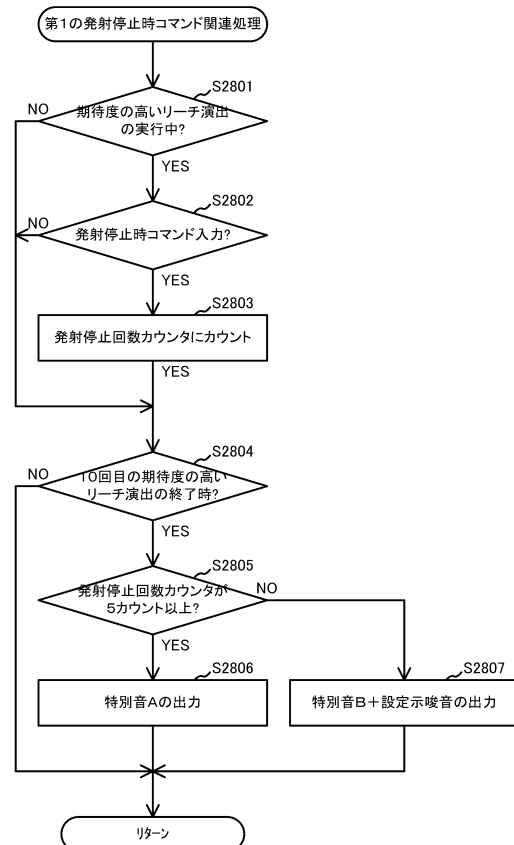 第1の発射停止時コマンド関連処理
S2801
NO
期待度の高いリーチ演出
の実行中?
YES
S2802
NO
発射停止時コマンド入力?
YES
S2803
発射停止回数カウンタにカウント
YES
S2804
NO
10回目の期待度の高い
リーチ演出の終了時?
YES
S2805
発射停止回数カウンタが
5カウント以上?
NO
YES
S2806
特別音Aの出力
S2807
特別音B+設定示唆音の出力
リターン